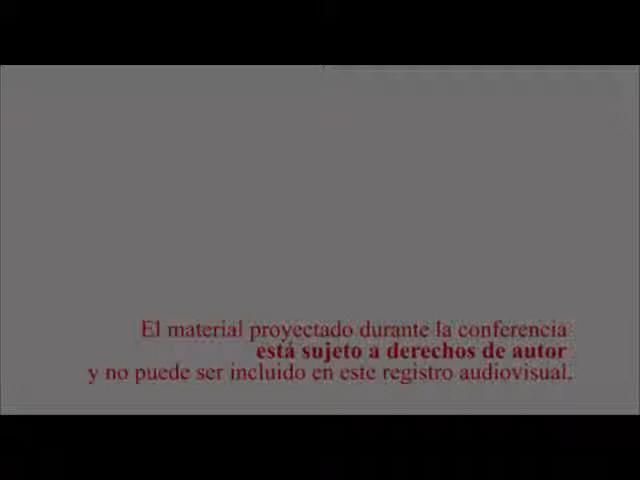 El material proyectado durante la conferencia
está sujeto a derechos de autor
y no puede ser incluido en este registro audiovisual.